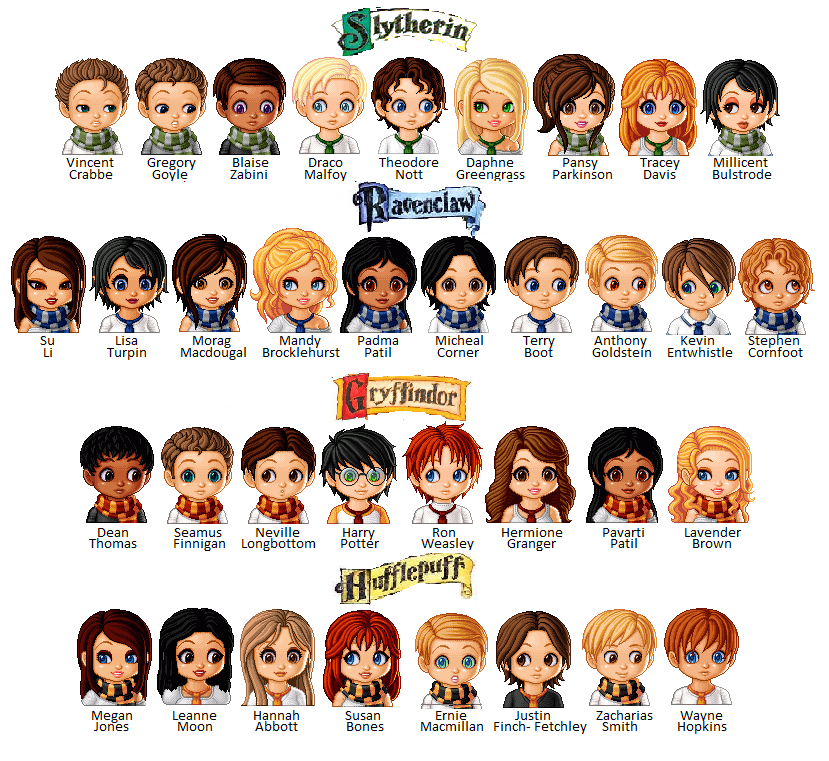 Slytherin
Vincent Crabbe
Gregory Goyle
Blaise Zabini
Draco Malfoy
Theodore Nott
Daphne Greengrass
Pansy Parkinson
Tracey Davis
Millicent Bulstrode
Ravenclaw
Su Li
Lisa Turpin
Morag Macdougal
Mandy Brocklehurst
Padma Patil
Micheal Corner
Terry Boot
Anthony Goldstein
Kevin Entwhistle
Stephen Cornfoot
Gryffindor
Dean Thomas
Seamus Finnigan
Neville Longbottom
Harry Potter
Ron Weasley
Hermione Granger
Pavarti Patil
Lavender Brown
Hufflepuff
Megan Jones
Leanne Moon
Hannah Abbott
Susan Bones
Ernie Macmillan
Justin Finch- Fetchley
Zacharias Smith
Wayne Hopkins